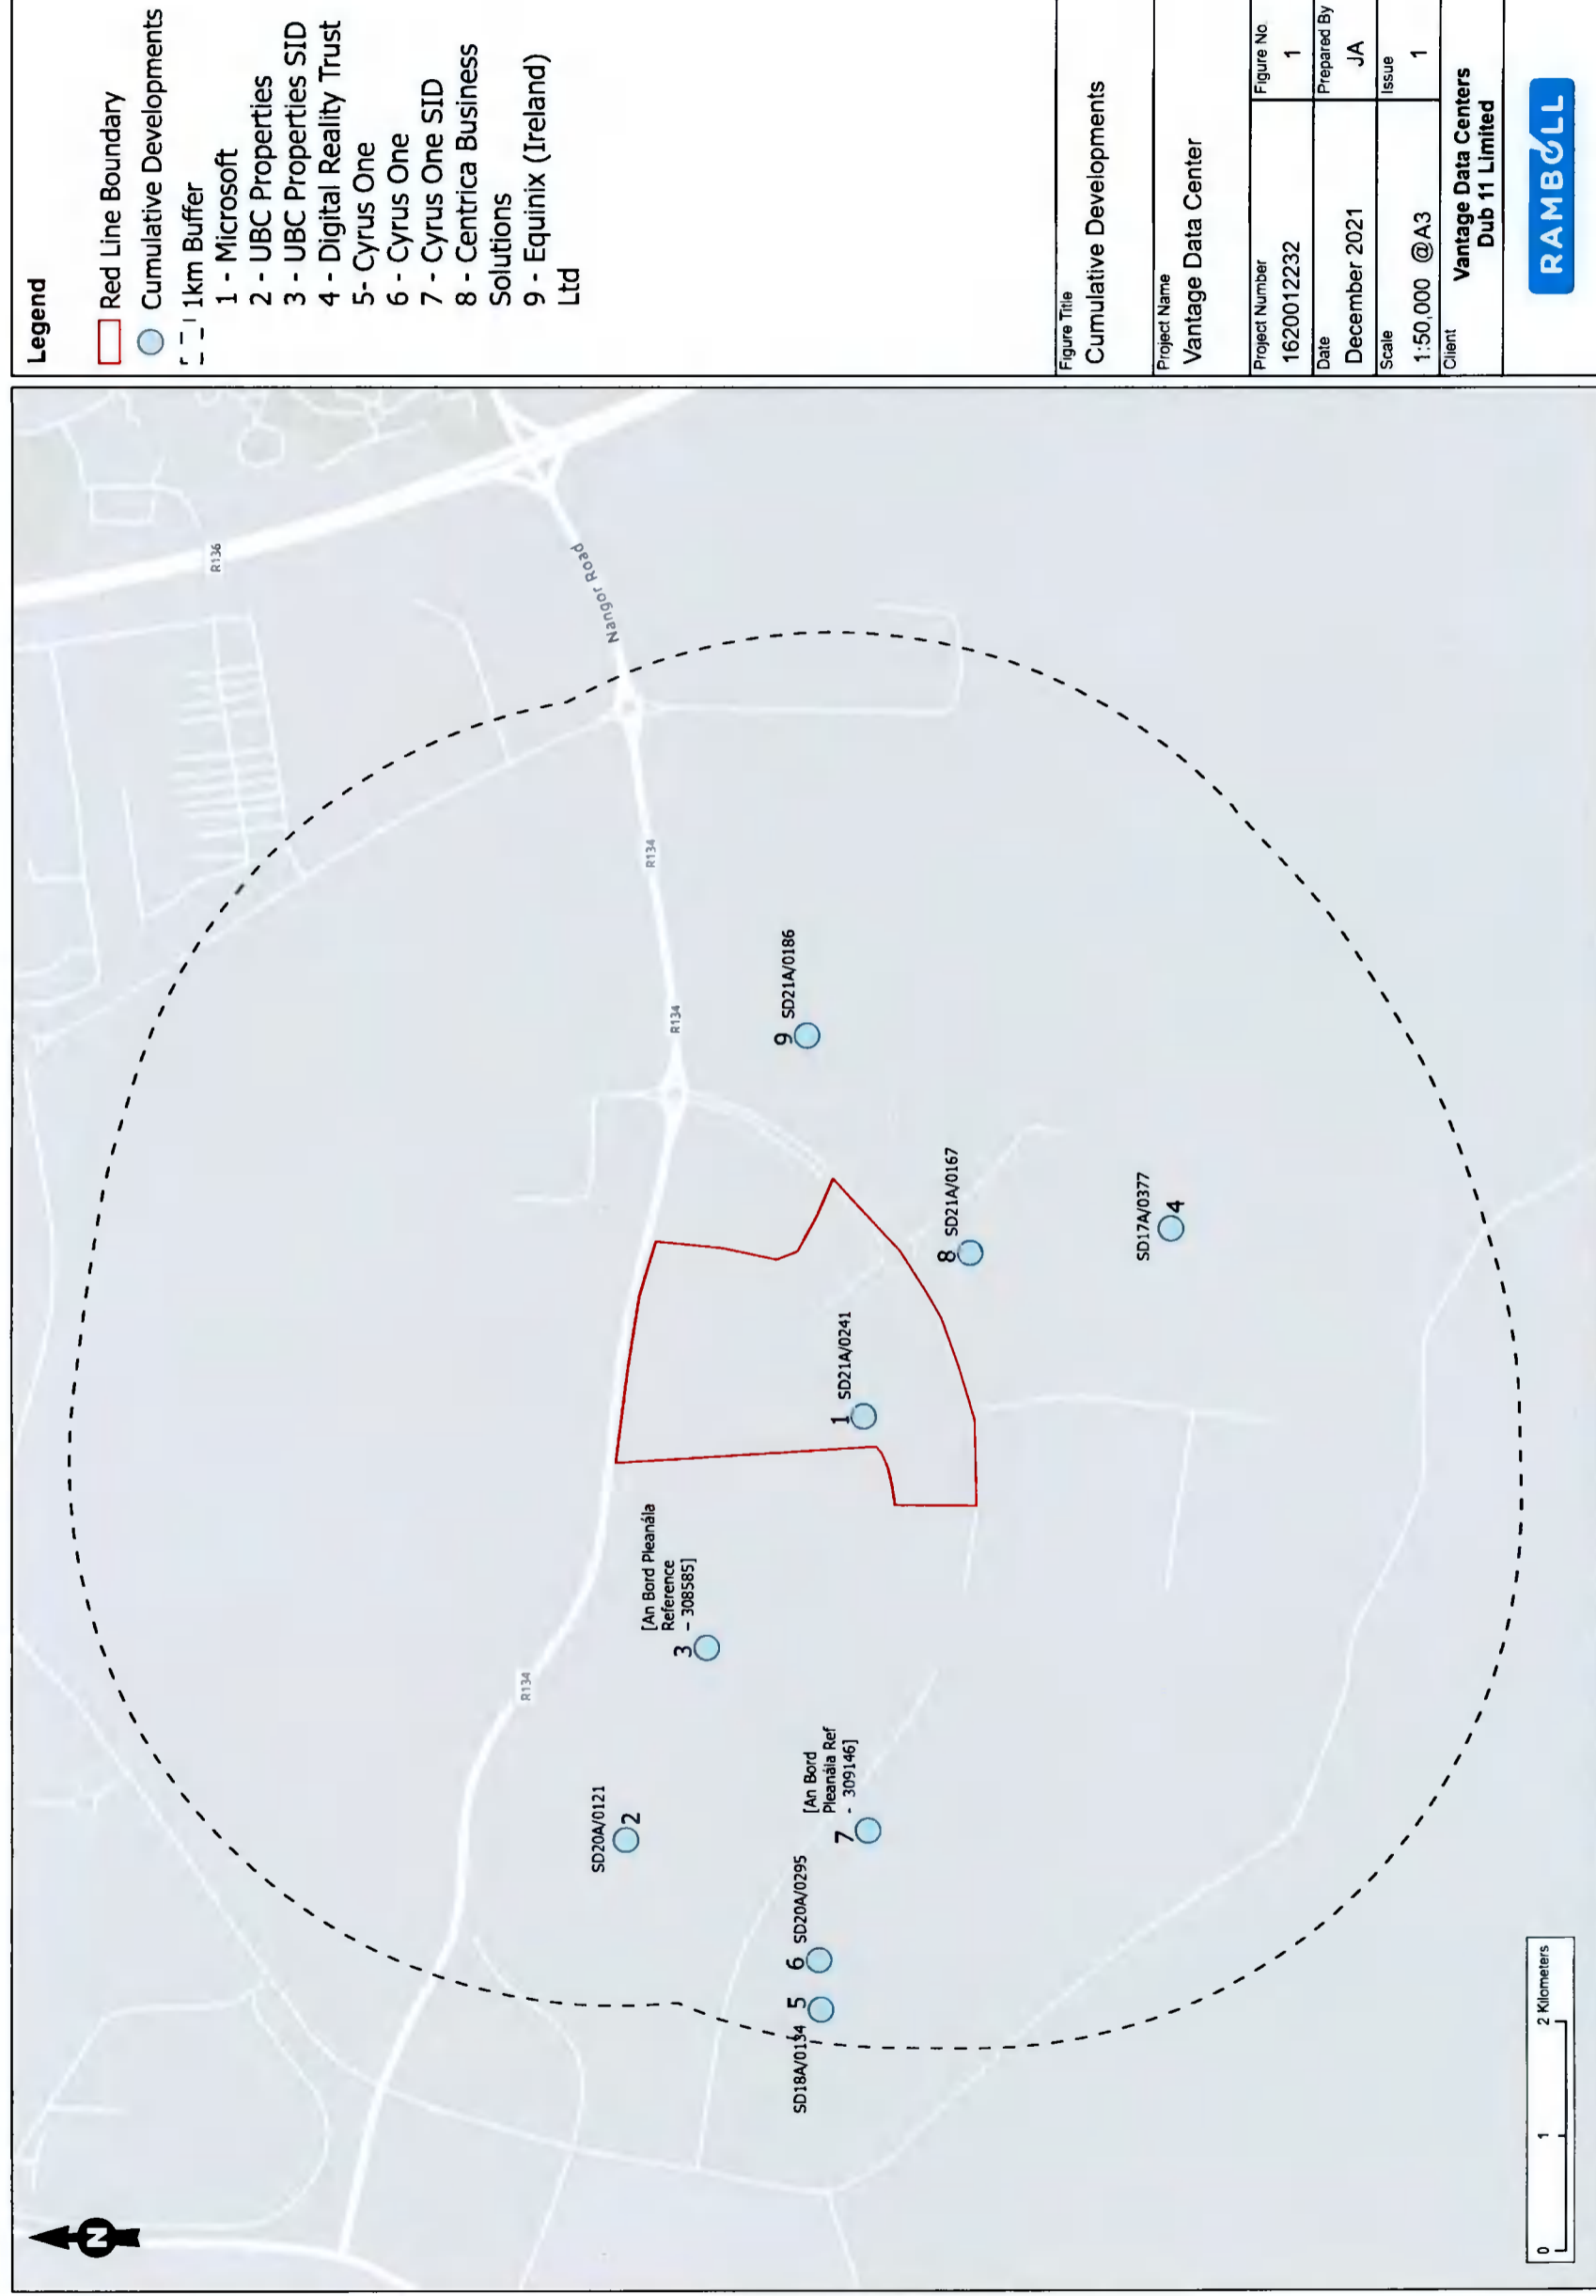 Legend
Red Line Boundary
Cumulative Developments
1km Buffer
1 - Microsoft
2 - UBC Properties
3 - UBC Properties SID
4 - Digital Reality Trust
5- Cyrus One
6 - Cyrus One
7 - Cyrus One SID
8 - Centrica Business
Solutions
9 - Equinix (Ireland)
Ltd
Figure Title
Cumulative Developments
Project Name
Vantage Data Center
Project Number
1620012232
Figure No.
1
Date
December 2021
Prepared By
JA
Scale
1:50,000 @A3
Issue
1
Client
Vantage Data Centers
Dub 11 Limited
RAMBOLL
N
R136
Nangor Road
R134
R134
R134
SD20A/0121
2
[An Bord Pleanála
Reference
- 308585]
3
9
SD21A/0186
SD18A/0134
5
6
SD20A/0295
[An Bord
Pleanála Ref
- 309146]
7
1
SD21A/0241
8
SD21A/0167
SD17A/0377
4
0
1
2 Kilometers